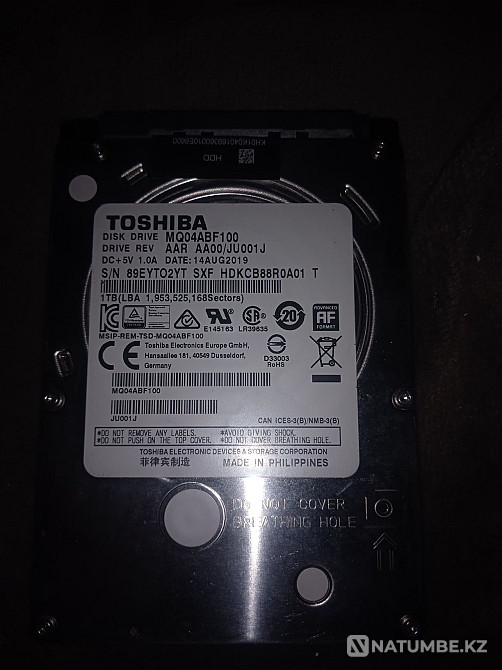 KH01KD401893600010E8600
HDD
TOSHIBA
DISK DRIVE MQ04ABF100
DRIVE REV AAR AA00/JU001J
DC+5V 1.0A DATE:14AUG2019
S/N 89EYTO2YT SXF HDKCB88R0A01 T
1TB(LBA 1,953,525,168Sectors)
E145163 LR39635
20
ADVANCED AF FORMAT
MSIP-REM-TSD-MQ04ABF100
CE
Toshiba Electronics Europe GmbH,
Hansaallee 181, 40549 Dusseldorf,
Germany
D33003
RoHS
MQ04ABF100
JU001J
CAN ICES-3(B)/NMB-3(B)
*DO NOT REMOVE ANY LABELS. *AVOID GIVING SHOCK.
*DO NOT PUSH ON THE TOP COVER. *DO NOT COVER BREATHING HOLE.
TOSHIBA ELECTRONIC DEVICES & STORAGE CORPORATION
菲律宾制造 MADE IN PHILIPPINES
DO NOT COVER
BREATHING HOLE
NATUMBE.KZ